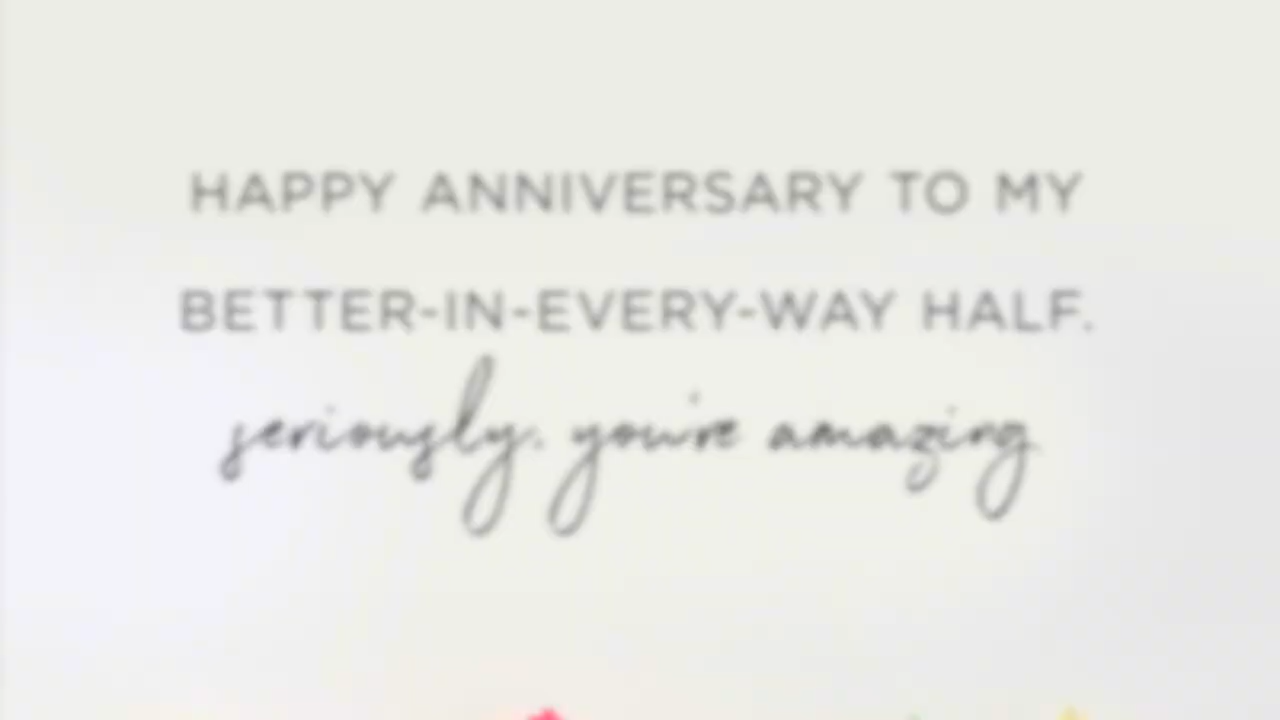 HAPPY ANNIVERSARY TO MY
BETTER-IN-EVERY-WAY HALF.
seriously. you're amazing